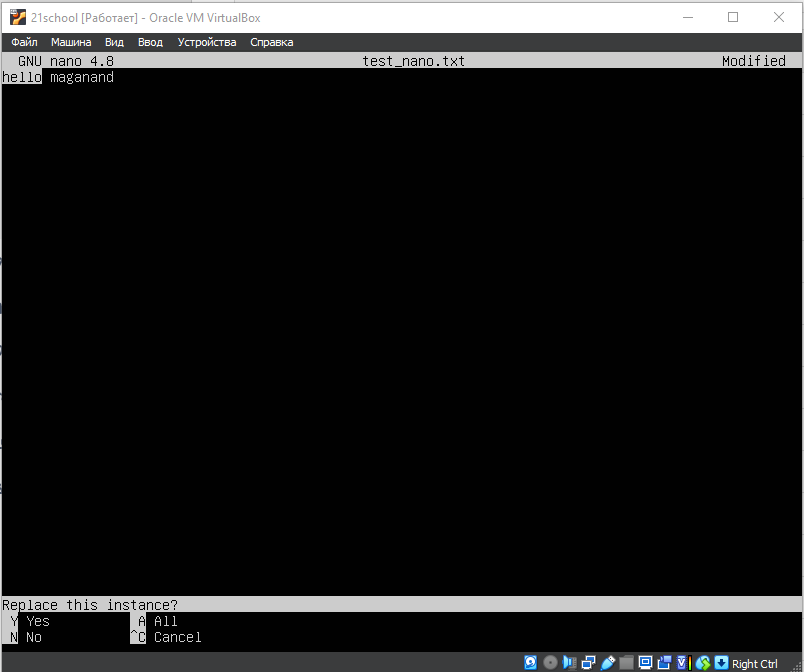 21school [Работает] - Oracle VM VirtualBox
Файл Машина Вид Ввод Устройства Справка
GNU nano 4.8 test_nano.txt Modified
hello maganand
Replace this instance?
Y Yes A All
N No ^C Cancel
Right Ctrl